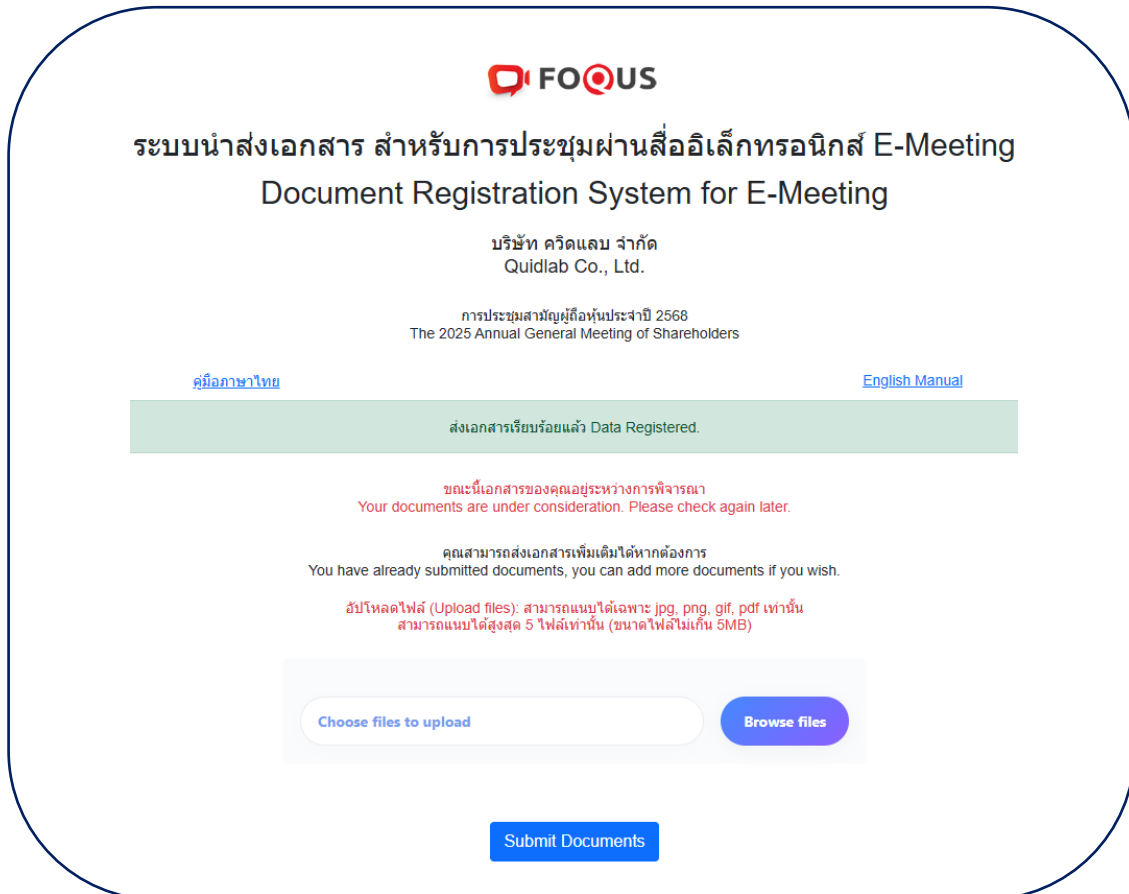 FOQUS
ระบบนำส่งเอกสาร สำหรับการประชุมผ่านสื่ออิเล็กทรอนิกส์ E-Meeting
Document Registration System for E-Meeting
บริษัท ควิดแลบ จำกัด
Quidlab Co., Ltd.
การประชุมสามัญผู้ถือหุ้นประจำปี 2568
The 2025 Annual General Meeting of Shareholders
คู่มือภาษาไทย
English Manual
ส่งเอกสารเรียบร้อยแล้ว Data Registered.
ขณะนี้เอกสารของคุณอยู่ระหว่างการพิจารณา
Your documents are under consideration. Please check again later.
คุณสามารถส่งเอกสารเพิ่มเติมได้หากต้องการ
You have already submitted documents, you can add more documents if you wish.
อัปโหลดไฟล์ (Upload files): สามารถแนบได้เฉพาะ jpg, png, gif, pdf เท่านั้น
สามารถแนบได้สูงสุด 5 ไฟล์เท่านั้น (ขนาดไฟล์ไม่เกิน 5MB)
Choose files to upload
Browse files
Submit Documents